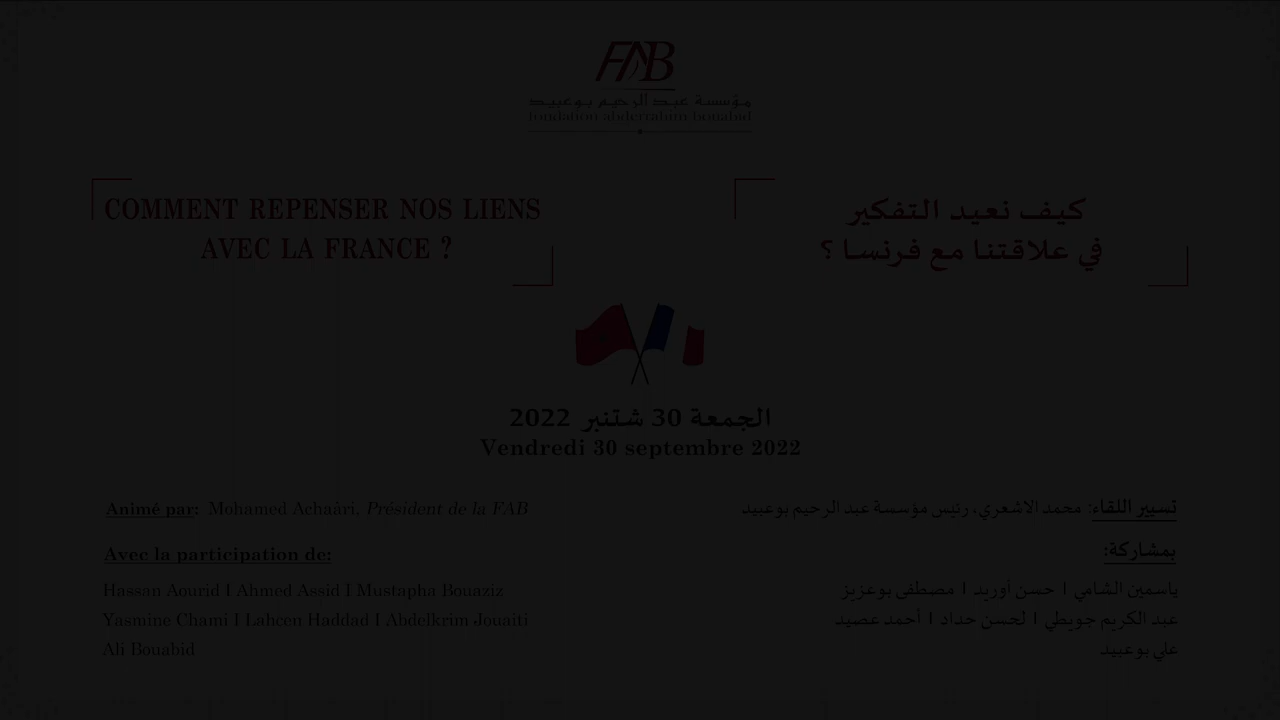 FAB
مؤسسة عبد الرحيم بوعبيد
fondation abderrahim bouabid
COMMENT REPENSER NOS LIENS
AVEC LA FRANCE ?
كيف نعيد التفكير
في علاقتنا مع فرنسا ؟
الجمعة 30 شتنبر 2022
Vendredi 30 septembre 2022
Animé par: Mohamed Achaâri, Président de la FAB
Avec la participation de:
Hassan Aourid I Ahmed Assid I Mustapha Bouaziz
Yasmine Chami I Lahcen Haddad I Abdelkrim Jouaiti
Ali Bouabid
تسيير اللقاء: محمد الاشعري، رئيس مؤسسة عبد الرحيم بوعبيد
بمشاركة:
ياسمين الشامي I حسن أوريد I مصطفى بوعزيز
عبد الكريم جويطي I لحسن حداد I أحمد عصيد
علي بوعبيد